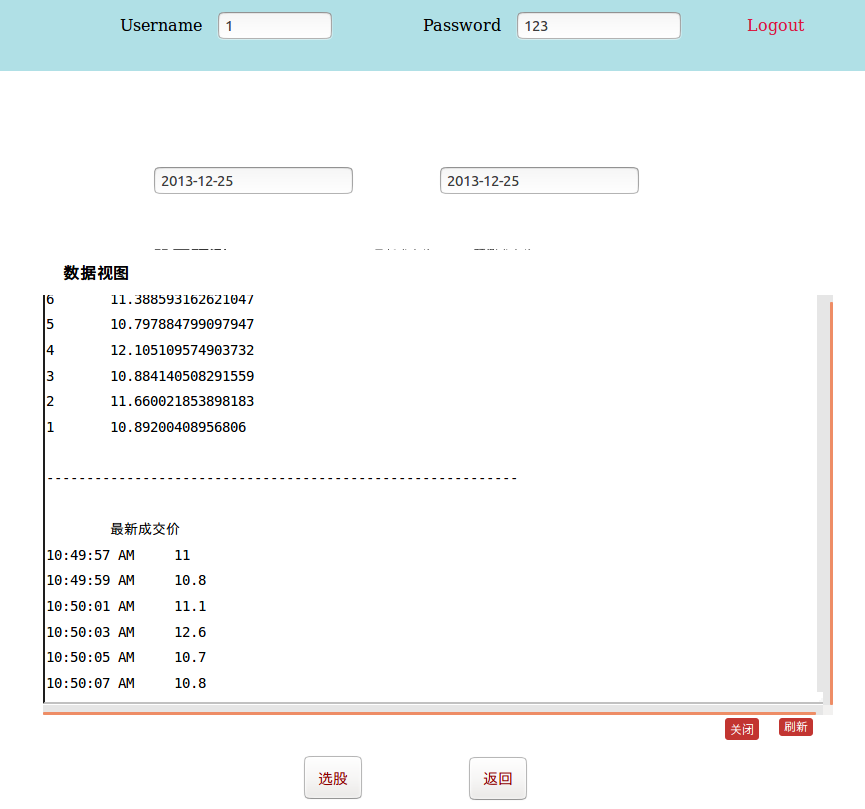 Username 1 Password 123 Logout
2013-12-25 2013-12-25
数据视图
6 11.388593162621047
5 10.797884799097947
4 12.105109574903732
3 10.884140508291559
2 11.660021853898183
1 10.89200408956806
-----------------------------------------------------------
最新成交价
10:49:57 AM 11
10:49:59 AM 10.8
10:50:01 AM 11.1
10:50:03 AM 12.6
10:50:05 AM 10.7
10:50:07 AM 10.8
关闭 刷新
选股 返回